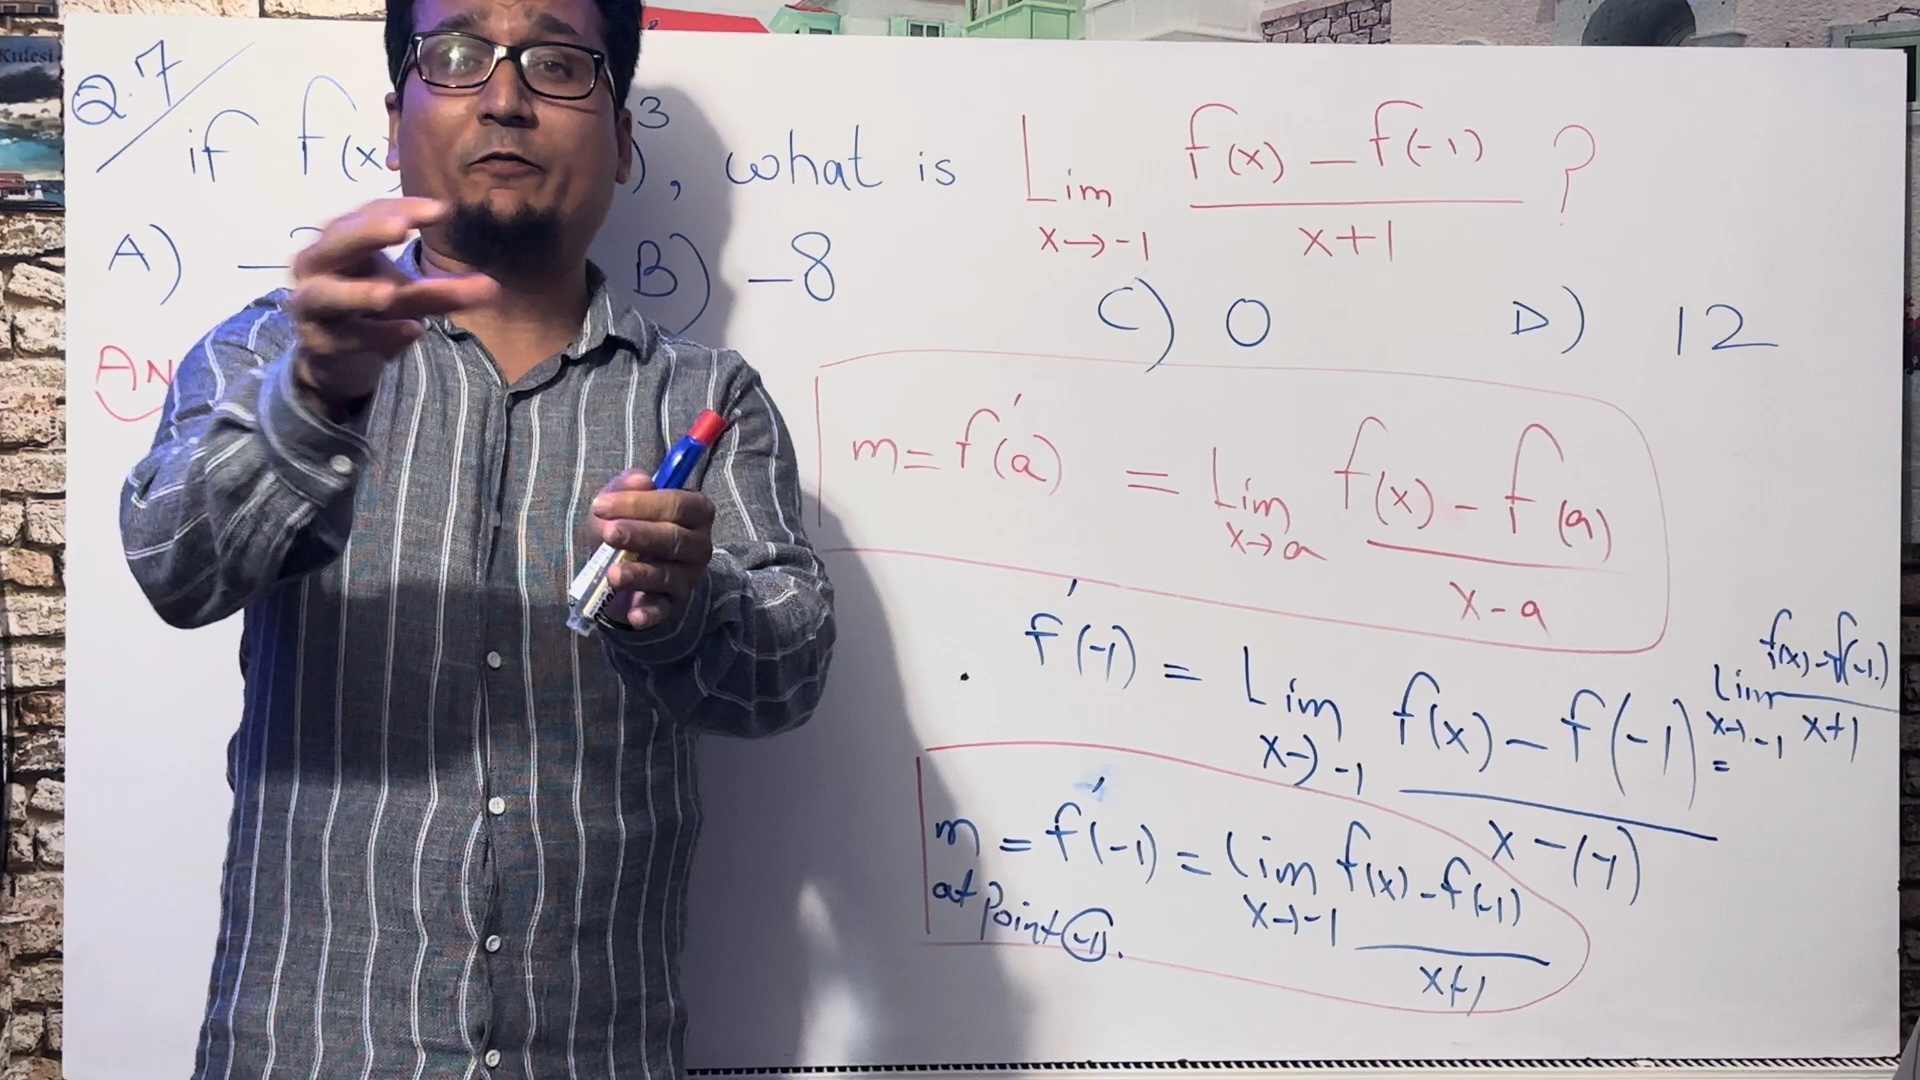 Kufesi
Q.7
if f(x) 3, what is Lim x→-1 f(x) - f(-1) / x+1 ?
A) - B) -8 C) 0 D) 12
AN
m = f'(a) = Lim x→a f(x) - f(a) / x-a
f'(-1) = Lim x→-1 f(x) - f(-1) / x-(-1) = Lim x→-1 f(x)-f(-1) / x+1
m = f'(-1) = Lim x→-1 f(x) - f(-1) / x+1
at point -1.